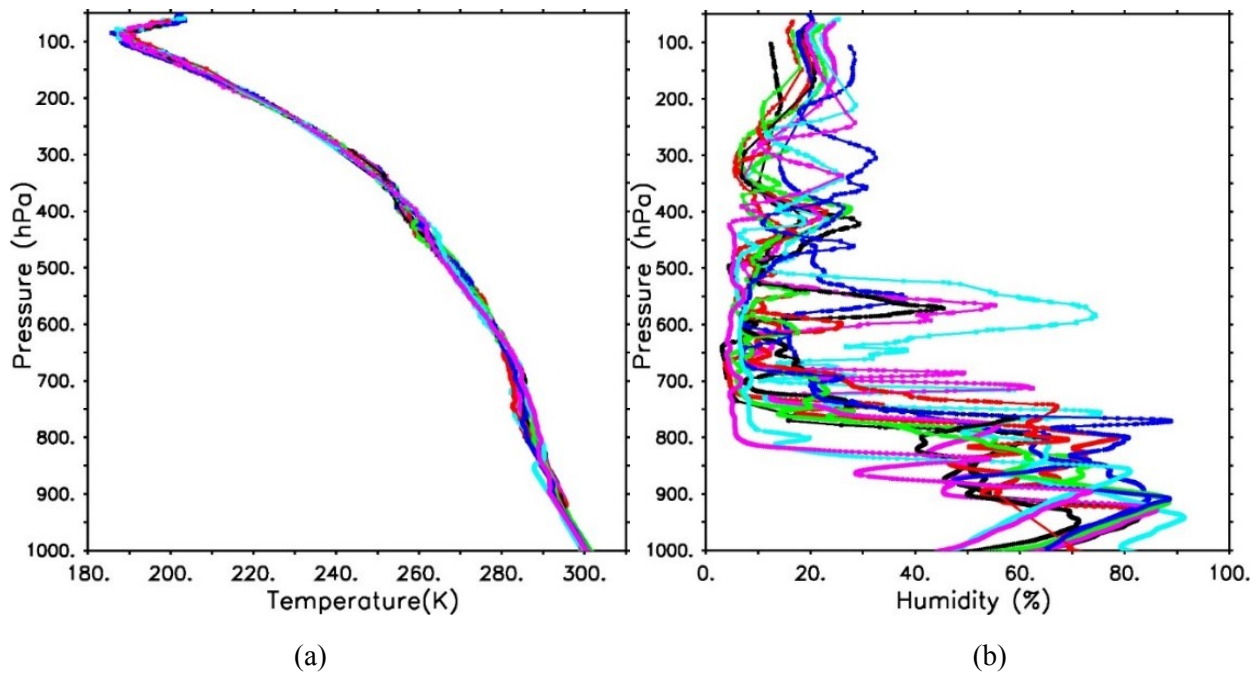 100.
200.
300.
400.
500.
600.
700.
800.
900.
1000.
Pressure (hPa)
180. 200. 220. 240. 260. 280. 300.
Temperature(K)
(a)
100.
200.
300.
400.
500.
600.
700.
800.
900.
1000.
Pressure (hPa)
0. 20. 40. 60. 80. 100.
Humidity (%)
(b)